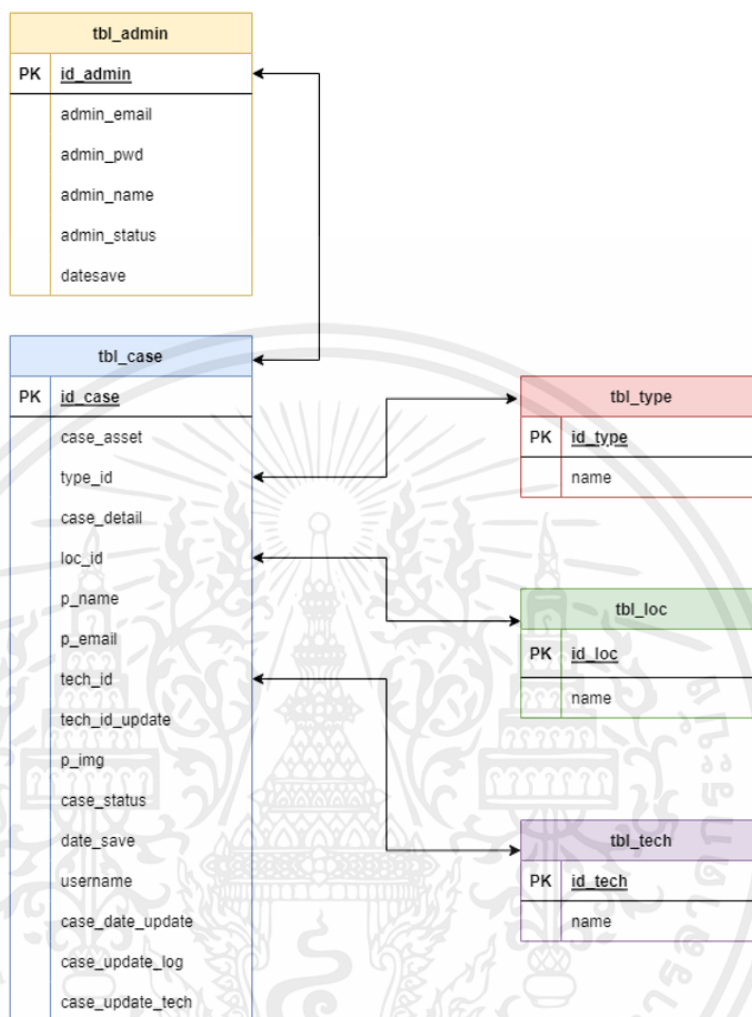 tbl_admin
PK id_admin
admin_email
admin_pwd
admin_name
admin_status
datesave
tbl_case
PK id_case
case_asset
type_id
case_detail
loc_id
p_name
p_email
tech_id
tech_id_update
p_img
case_status
date_save
username
case_date_update
case_update_log
case_update_tech
tbl_type
PK id_type
name
tbl_loc
PK id_loc
name
tbl_tech
PK id_tech
name